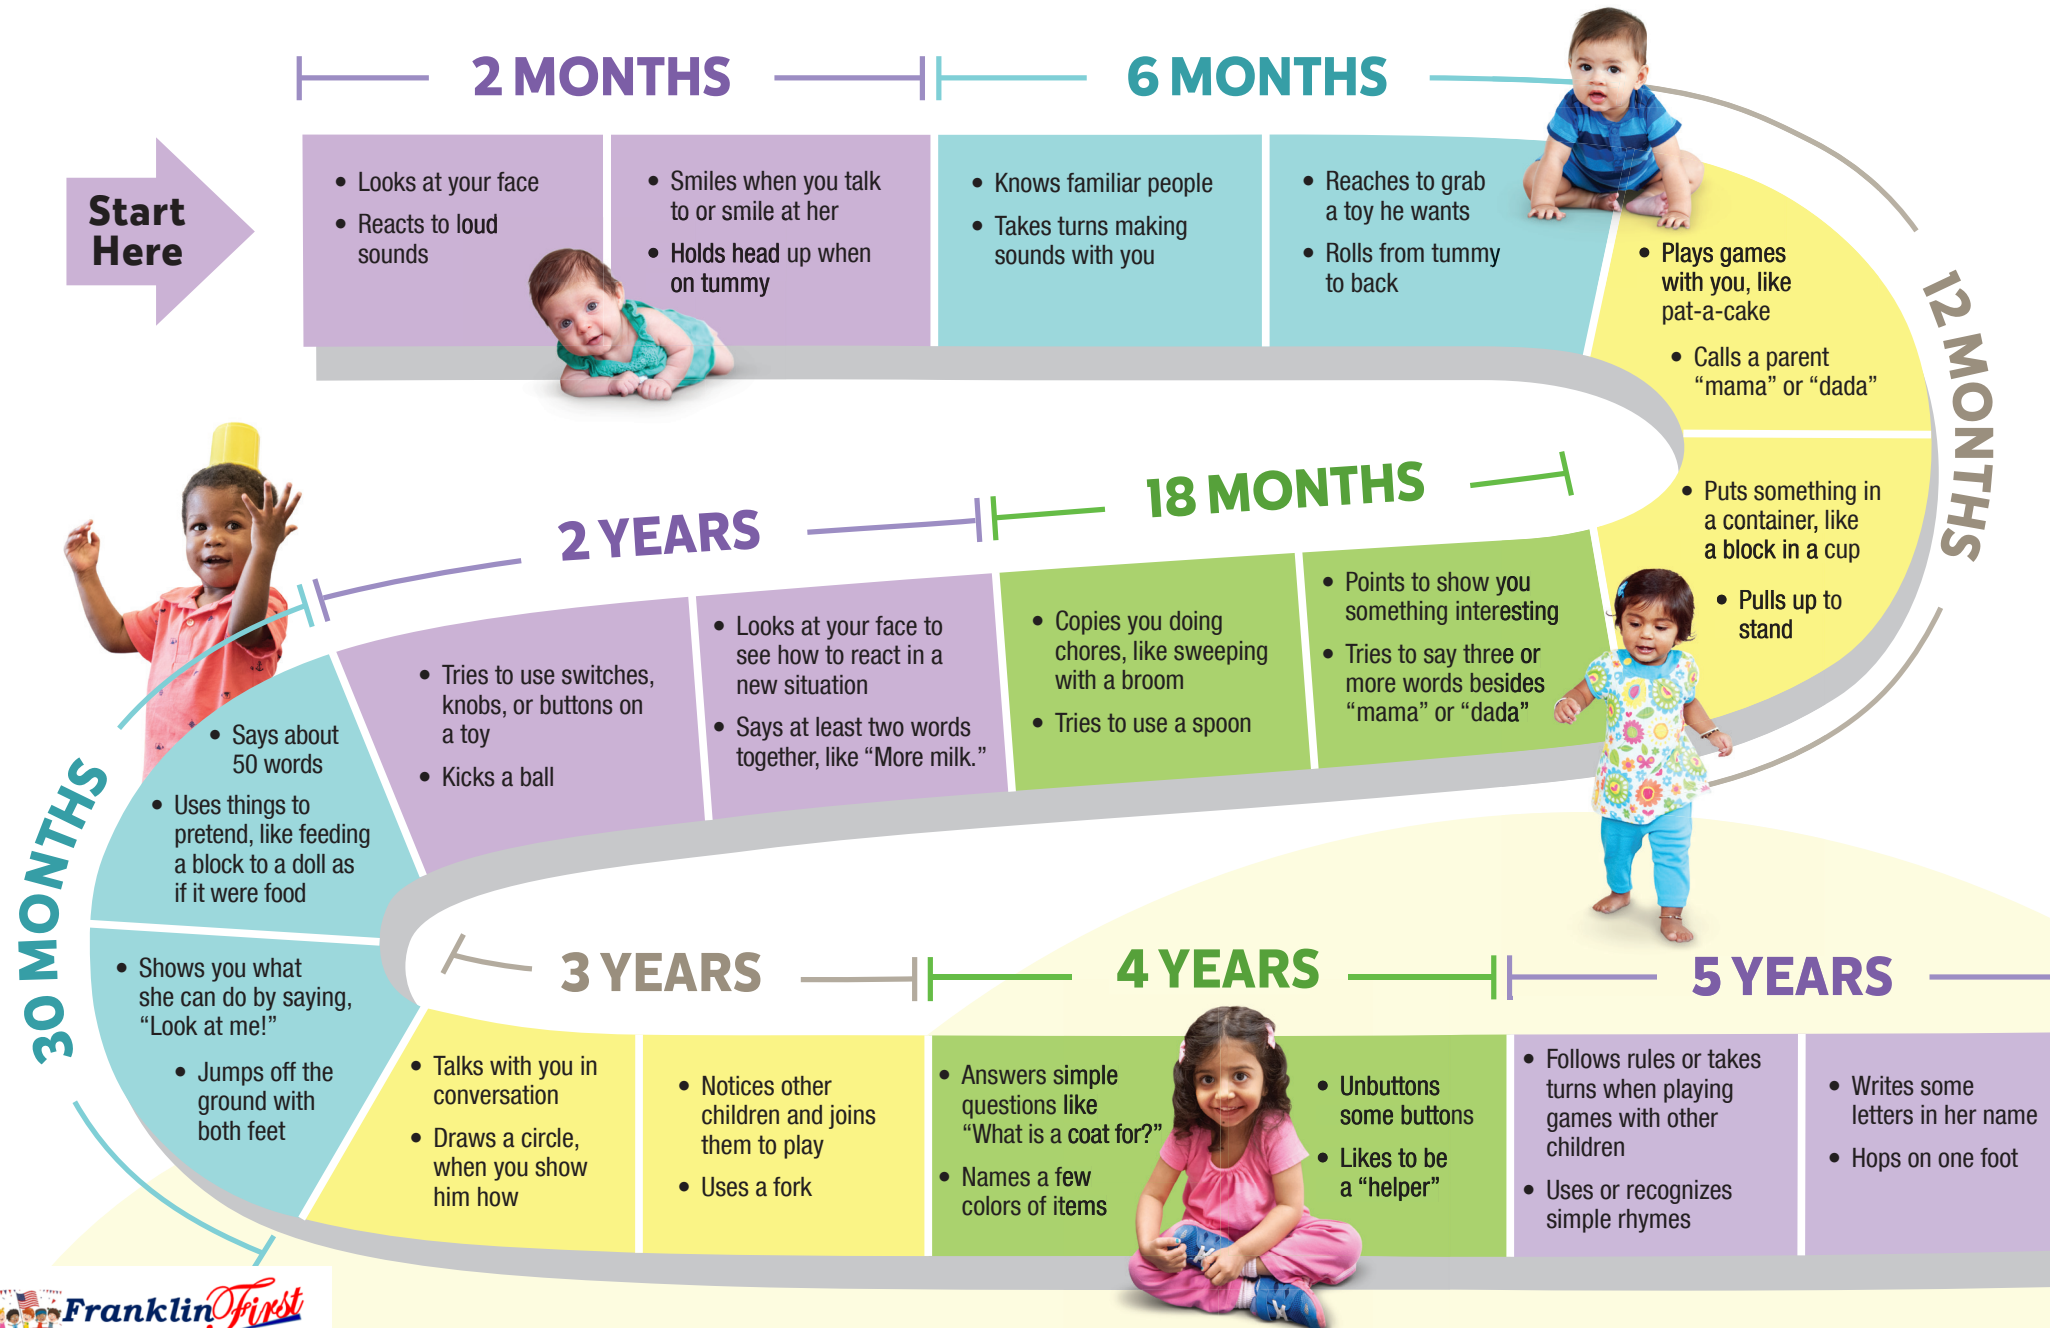 Start
Here
2 MONTHS
• Looks at your face
• Reacts to loud
sounds
• Smiles when you talk
to or smile at her
• Holds head up when
on tummy
6 MONTHS
• Knows familiar people
• Takes turns making
sounds with you
• Reaches to grab
a toy he wants
• Rolls from tummy
to back
12 MONTHS
• Plays games
with you, like
pat-a-cake
• Calls a parent
“mama” or “dada”
• Puts something in
a container, like
a block in a cup
• Pulls up to
stand
18 MONTHS
• Points to show you
something interesting
• Tries to say three or
more words besides
“mama” or “dada”
• Copies you doing
chores, like sweeping
with a broom
• Tries to use a spoon
2 YEARS
• Looks at your face to
see how to react in a
new situation
• Says at least two words
together, like “More milk.”
• Tries to use switches,
knobs, or buttons on
a toy
• Kicks a ball
30 MONTHS
• Says about
50 words
• Uses things to
pretend, like feeding
a block to a doll as
if it were food
• Shows you what
she can do by saying,
“Look at me!”
• Jumps off the
ground with
both feet
3 YEARS
• Talks with you in
conversation
• Draws a circle,
when you show
him how
• Notices other
children and joins
them to play
• Uses a fork
4 YEARS
• Answers simple
questions like
“What is a coat for?”
• Names a few
colors of items
• Unbuttons
some buttons
• Likes to be
a “helper”
5 YEARS
• Follows rules or takes
turns when playing
games with other
children
• Uses or recognizes
simple rhymes
• Writes some
letters in her name
• Hops on one foot
Franklin First